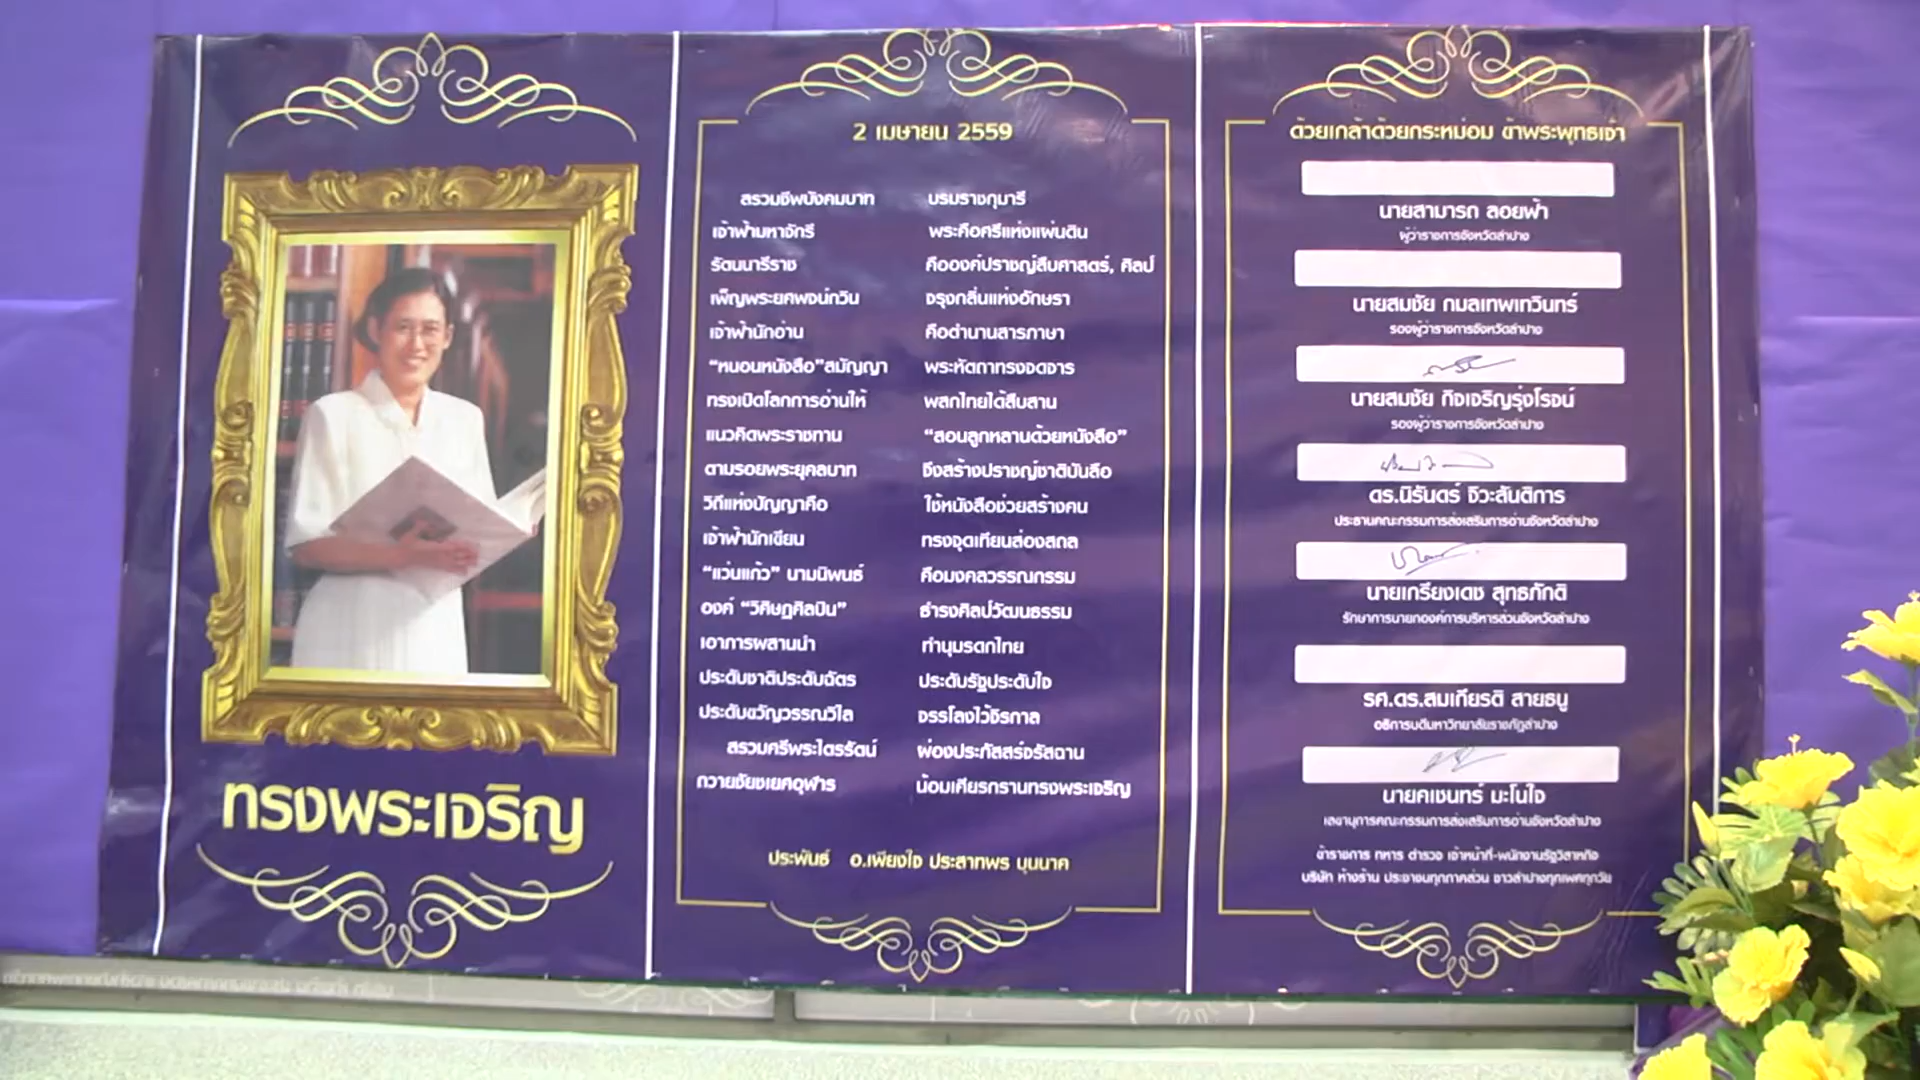 ทรงพระเจริญ
2 เมษายน 2559
สรวมชีพบังคมบาท บรมราชกุมารี
เจ้าฟ้ามหาจักรี พระคือศรีแห่งแผ่นดิน
รัตนนารีราช คือองค์ปราชญ์สืบศาสตร์, ศิลป์
เพ็ญพระยศพจน์กวิน จรุงกลิ่นแห่งอักษรา
เจ้าฟ้านักอ่าน คือตำนานสารภาษา
“หนอนหนังสือ”สมัญญา พระหัตถาทรงจดจาร
ทรงเปิดโลกการอ่านให้ พสกไทยได้สืบสาน
แนวคิดพระราชทาน “สอนลูกหลานด้วยหนังสือ”
ตามรอยพระยุคลบาท จึงสร้างปราชญ์ชาติบันลือ
วิถีแห่งปัญญาคือ ใช้หนังสือช่วยสร้างคน
เจ้าฟ้านักเขียน ทรงจุดเทียนส่องสกล
“แว่นแก้ว” นามนิพนธ์ คือมงคลวรรณกรรม
องค์ “วิศิษฏศิลปิน” ธำรงศิลป์วัฒนธรรม
เอาการผสานนำ ทำนุมรดกไทย
ประดับชาติประดับฉัตร ประดับรัฐประดับใจ
ประดับขวัญวรรณวิไล จรรโลงไว้จิรกาล
สรวมศรีพระไตรรัตน์ ผ่องประภัสสร์จรัสฉาน
ถวายชัยชเยศอุฬาร น้อมเศียรกรานทรงพระเจริญ
ประพันธ์ อ.เพียงใจ ประสาทพร บุนนาค
ด้วยเกล้าด้วยกระหม่อม ข้าพระพุทธเจ้า
นายสามารถ ลอยฟ้า
ผู้ว่าราชการจังหวัดลำปาง
นายสมชัย กมลเทพเทวินทร์
รองผู้ว่าราชการจังหวัดลำปาง
นายสมชัย กิจเจริญรุ่งโรจน์
รองผู้ว่าราชการจังหวัดลำปาง
ดร.นิรันดร์ จิวะสันติการ
ประธานคณะกรรมการส่งเสริมการอ่านจังหวัดลำปาง
นายเกรียงเดช สุทธภักติ
รักษาการนายกองค์การบริหารส่วนจังหวัดลำปาง
รศ.ดร.สมเกียรติ สายธนู
อธิการบดีมหาวิทยาลัยราชภัฏลำปาง
นายคเชนทร์ มะโนใจ
เลขานุการคณะกรรมการส่งเสริมการอ่านจังหวัดลำปาง
ข้าราชการ ทหาร ตำรวจ เจ้าหน้าที่-พนักงานรัฐวิสาหกิจ
บริษัท ห้างร้าน ประชาชนทุกภาคส่วน ชาวลำปางทุกเพศทุกวัย